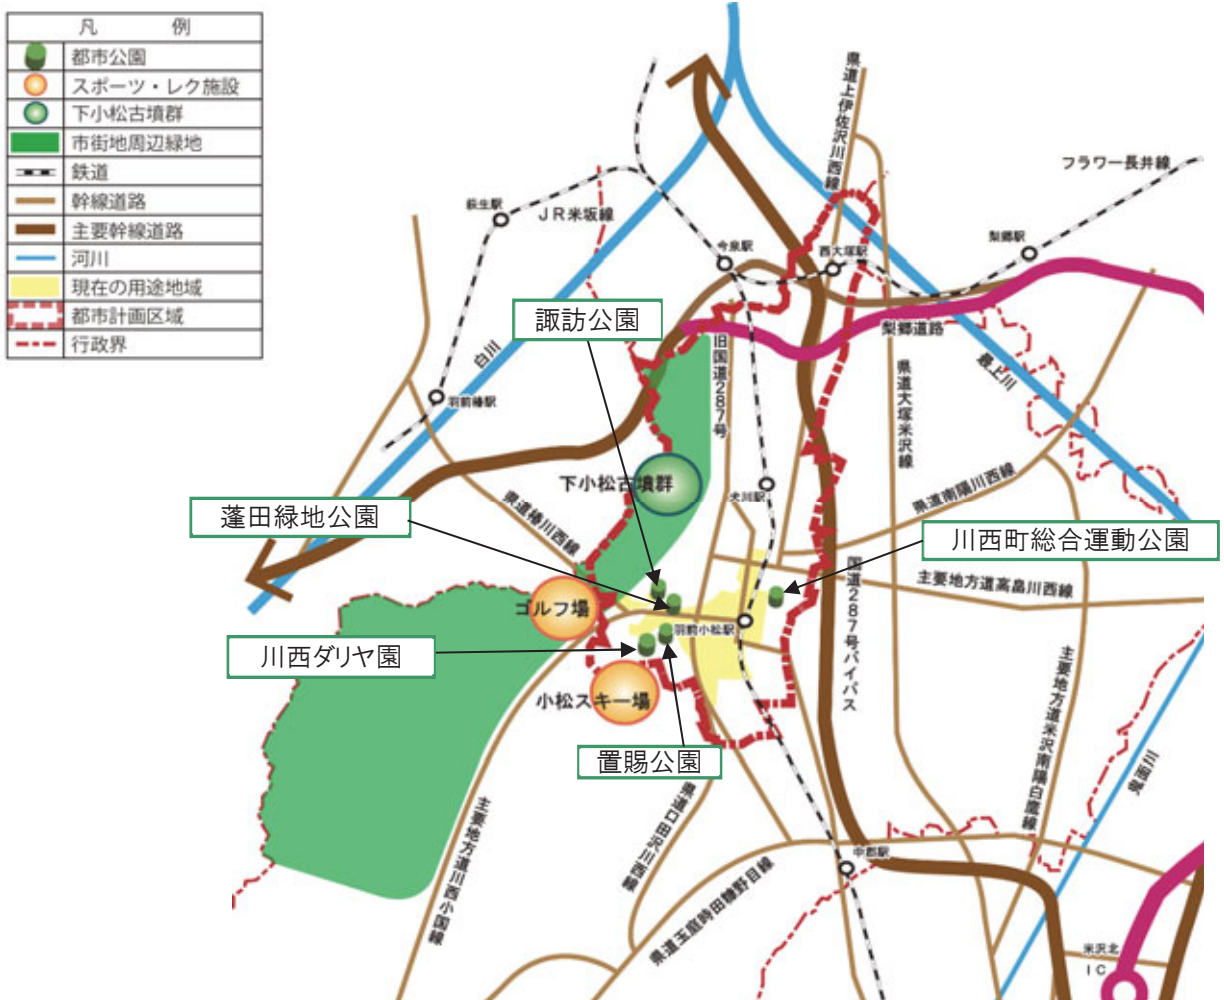 凡例
都市公園
スポーツ・レク施設
下小松古墳群
市街地周辺緑地
鉄道
幹線道路
主要幹線道路
河川
現在の用途地域
都市計画区域
行政界
県道上伊佐沢川西線
フラワー長井線
萩生駅
JR米坂線
今泉駅
西大塚駅
梨郷駅
諏訪公園
梨郷道路
白川
旧国道287号
最上川
県道大塚米沢線
羽前椿駅
下小松古墳群
犬川駅
県道南陽川西線
蓬田緑地公園
県道椿川西線
川西町総合運動公園
国道287号バイパス
主要地方道高畠川西線
ゴルフ場
羽前小松駅
川西ダリヤ園
小松スキー場
主要地方道米沢南陽白鷹線
置賜公園
鬼面川
県道口田沢川西線
主要地方道川西小国線
中郡駅
県道玉庭時田糠野目線
米沢北
IC